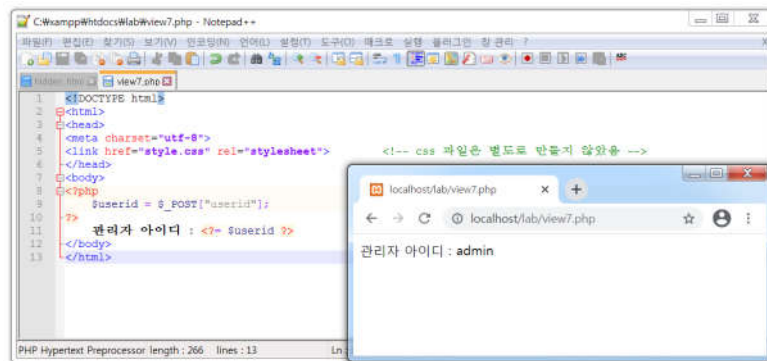 C:₩xampp₩htdocs₩lab₩view7.php - Notepad++
파일(F) 편집(E) 찾기(S) 보기(V) 인코딩(N) 언어(L) 설정(T) 도구(O) 매크로 실행 플러그인 창 관리 ?
hidden.html view7.php
1 <!DOCTYPE html>
2 <html>
3 <head>
4 <meta charset="utf-8">
5 <link href="style.css" rel="stylesheet"> <!-- css 파일은 별도로 만들지 않았음 -->
6 </head>
7 <body>
8 <?php
9 $userid = $_POST["userid"];
10 ?>
11 관리자 아이디 : <?= $userid ?>
12 </body>
13 </html>
PHP Hypertext Preprocessor length : 266 lines : 13 Ln :
localhost/lab/view7.php
localhost/lab/view7.php
관리자 아이디 : admin